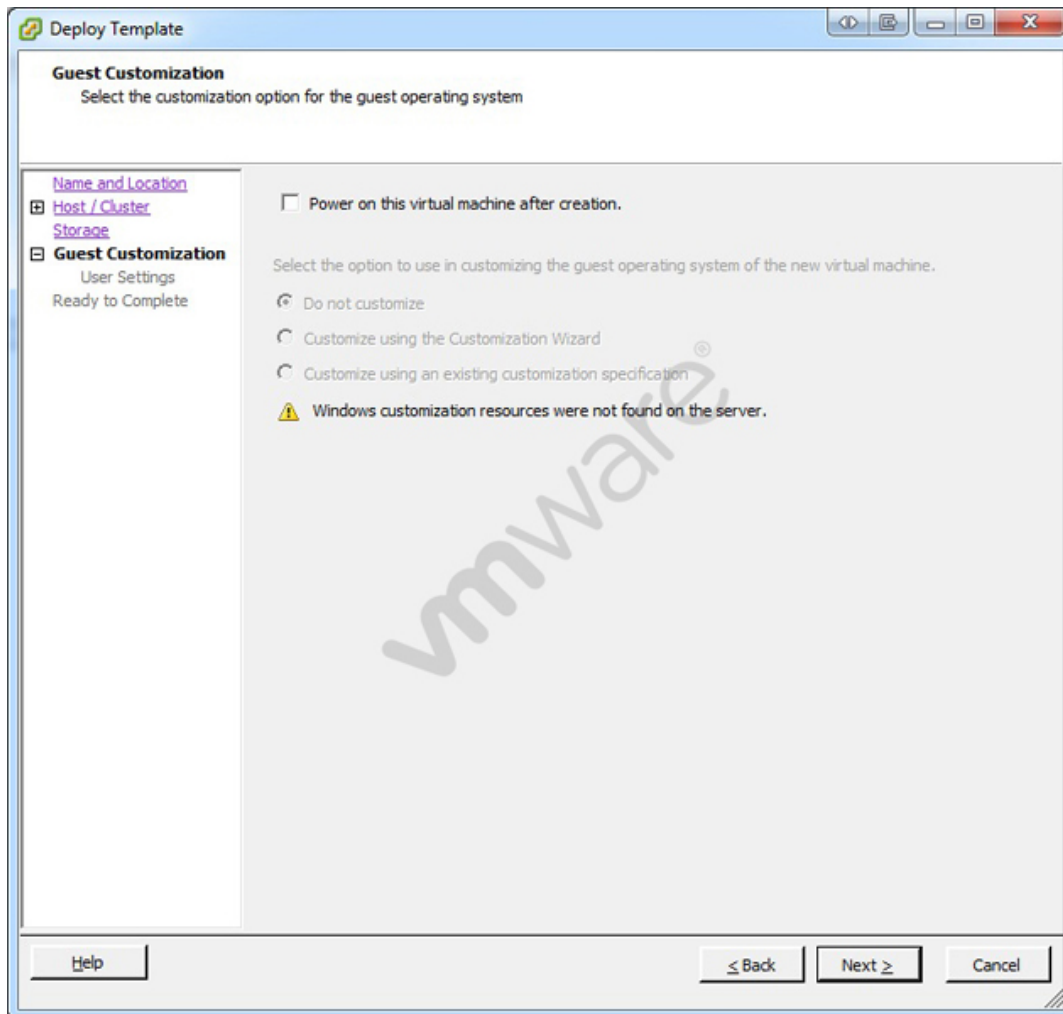 Deploy Template
Guest Customization
Select the customization option for the guest operating system
Name and Location
Host / Cluster
Storage
Guest Customization
User Settings
Ready to Complete
Power on this virtual machine after creation.
Select the option to use in customizing the guest operating system of the new virtual machine.
Do not customize
Customize using the Customization Wizard
Customize using an existing customization specification
Windows customization resources were not found on the server.
vmware®
Help
< Back
Next >
Cancel